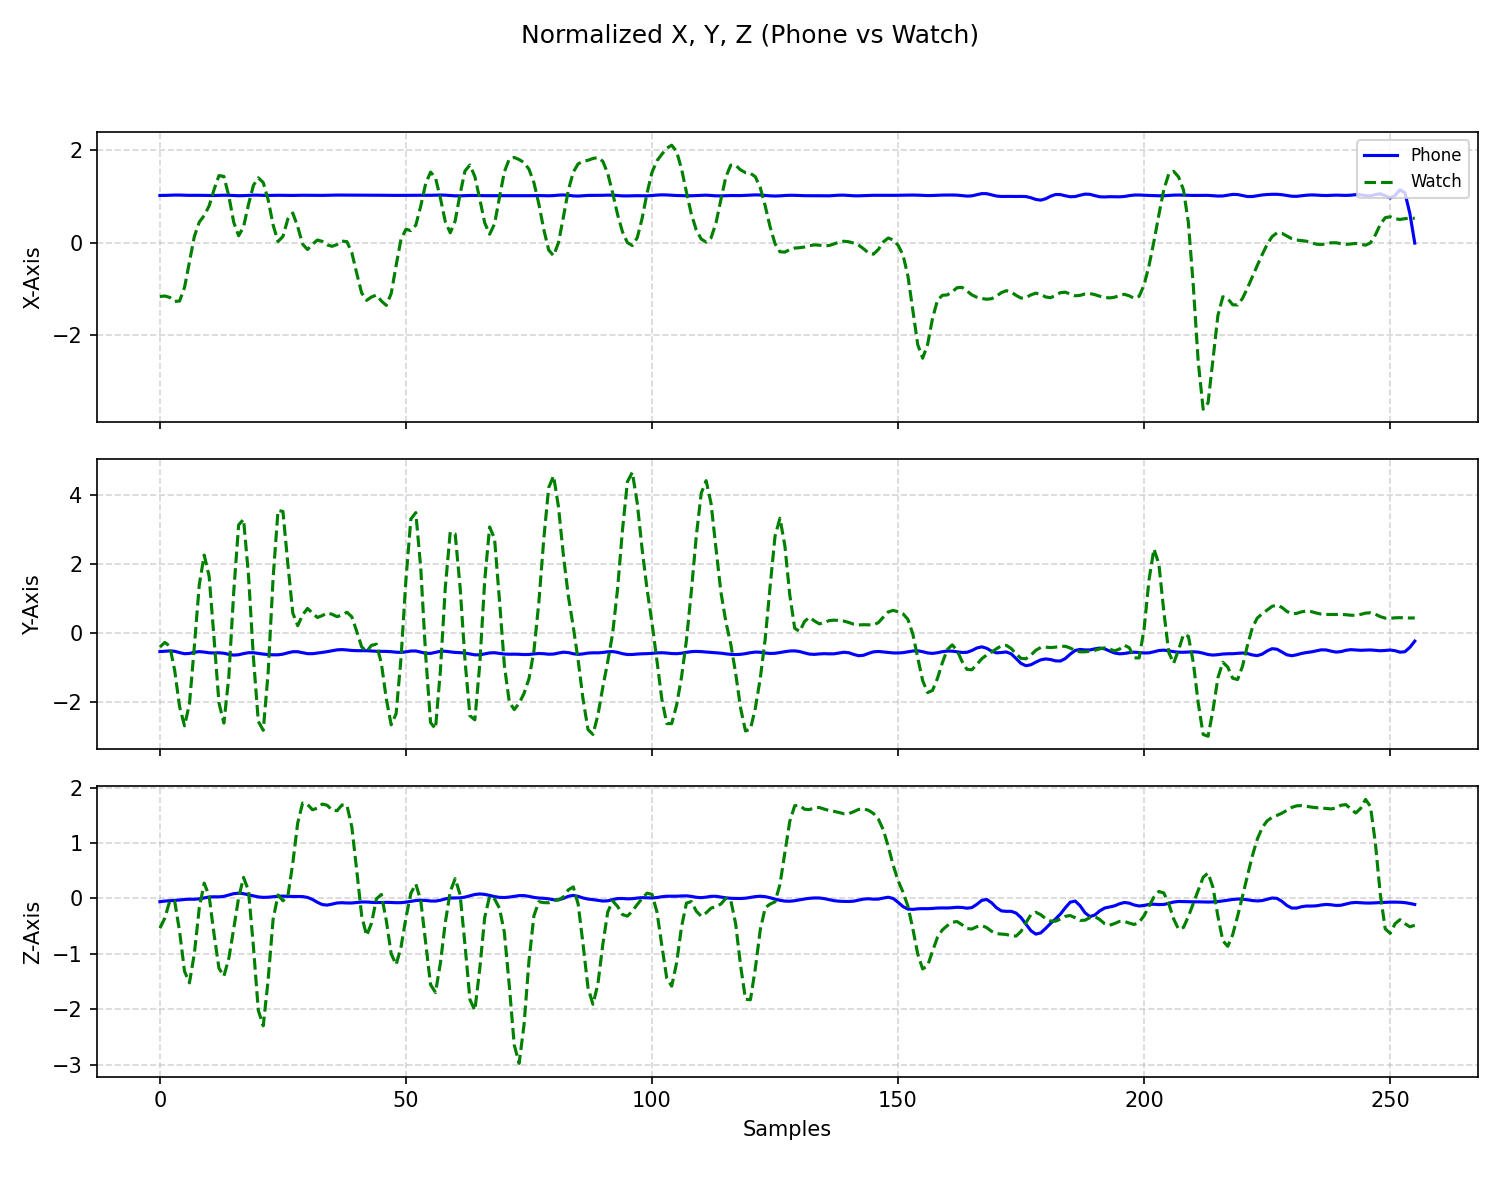 Normalized X, Y, Z (Phone vs Watch)
2
0
−2
X-Axis
Phone
Watch
4
2
0
−2
Y-Axis
2
1
0
−1
−2
−3
Z-Axis
0 50 100 150 200 250
Samples